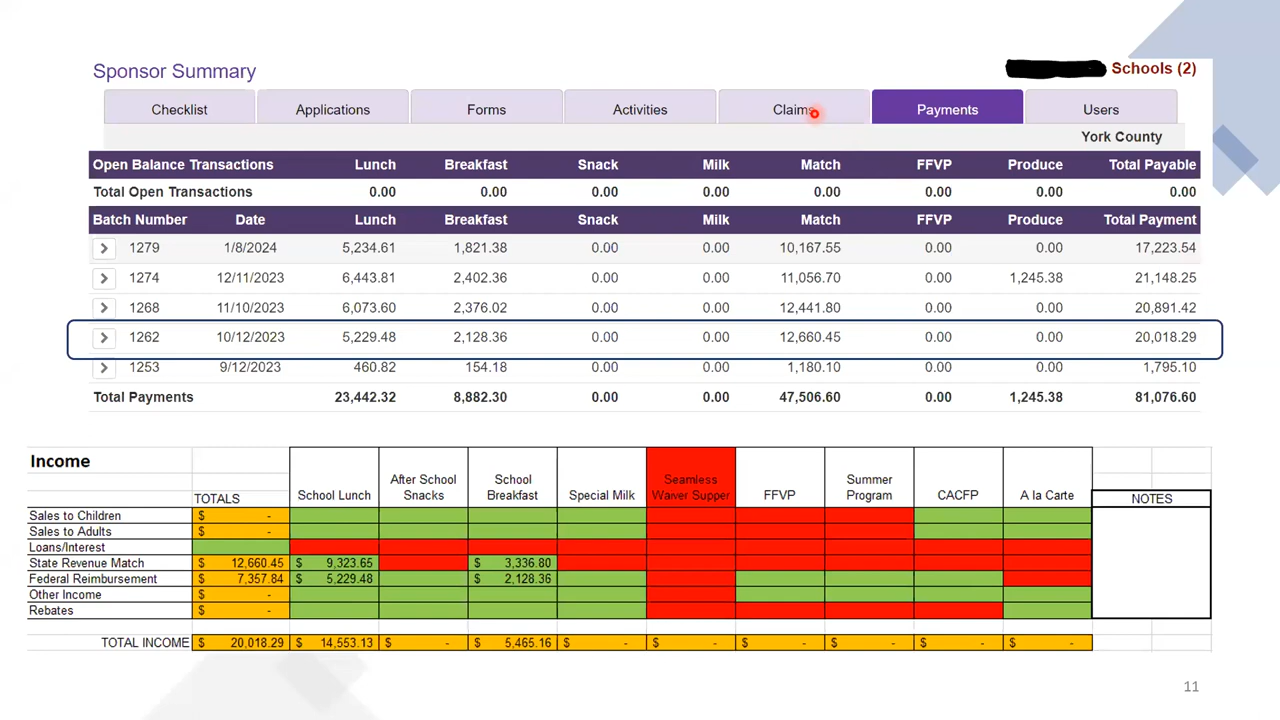 Sponsor Summary
Schools (2)
Checklist Applications Forms Activities Claims Payments Users
York County
Open Balance Transactions Lunch Breakfast Snack Milk Match FFVP Produce Total Payable
Total Open Transactions 0.00 0.00 0.00 0.00 0.00 0.00 0.00 0.00
Batch Number Date Lunch Breakfast Snack Milk Match FFVP Produce Total Payment
1279 1/8/2024 5,234.61 1,821.38 0.00 0.00 10,167.55 0.00 0.00 17,223.54
1274 12/11/2023 6,443.81 2,402.36 0.00 0.00 11,056.70 0.00 1,245.38 21,148.25
1268 11/10/2023 6,073.60 2,376.02 0.00 0.00 12,441.80 0.00 0.00 20,891.42
1262 10/12/2023 5,229.48 2,128.36 0.00 0.00 12,660.45 0.00 0.00 20,018.29
1253 9/12/2023 460.82 154.18 0.00 0.00 1,180.10 0.00 0.00 1,795.10
Total Payments 23,442.32 8,882.30 0.00 0.00 47,506.60 0.00 1,245.38 81,076.60
Income
After School School Seamless Summer
TOTALS School Lunch Snacks Breakfast Special Milk Waiver Supper FFVP Program CACFP A la Carte NOTES
Sales to Children $ -
Sales to Adults $ -
Loans/Interest
State Revenue Match $ 12,660.45 $ 9,323.65 $ 3,336.80
Federal Reimbursement $ 7,357.84 $ 5,229.48 $ 2,128.36
Other Income $ -
Rebates $ -
TOTAL INCOME $ 20,018.29 $ 14,553.13 $ - $ 5,465.16 $ - $ - $ - $ - $ - $ -
11